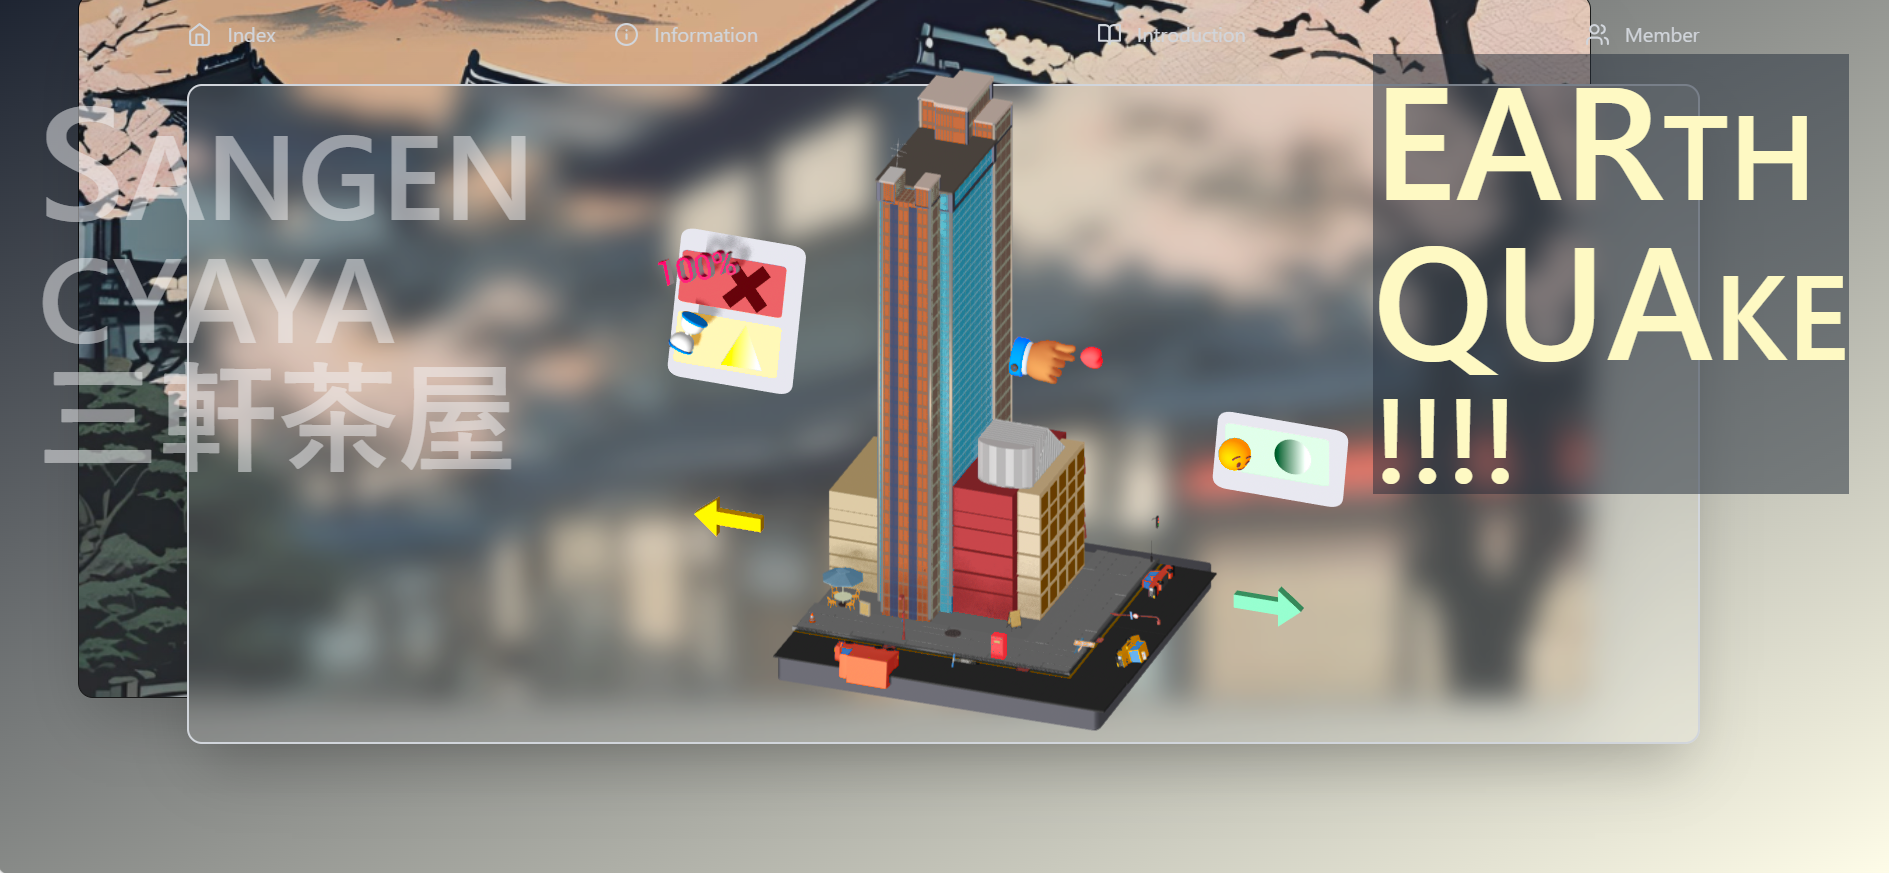 Index
Information
Introduction
Member
SANGEN
CYAYA
三軒茶屋
EARTH
QUAKE
!!!!
100%